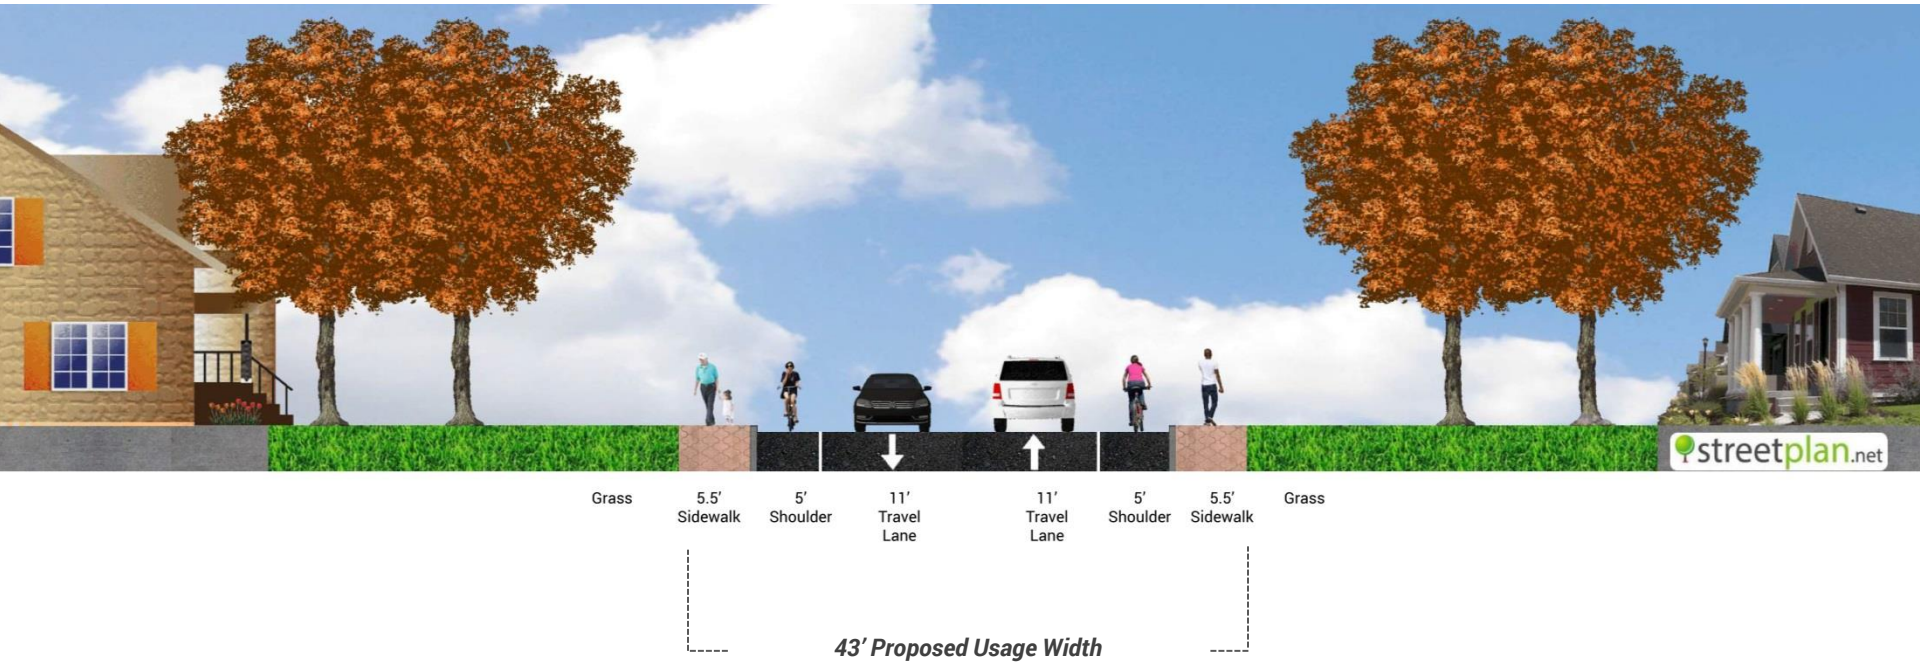 streetplan.net
Grass
5.5’
Sidewalk
5’
Shoulder
11’
Travel
Lane
11’
Travel
Lane
5’
Shoulder
5.5’
Sidewalk
Grass
43’ Proposed Usage Width